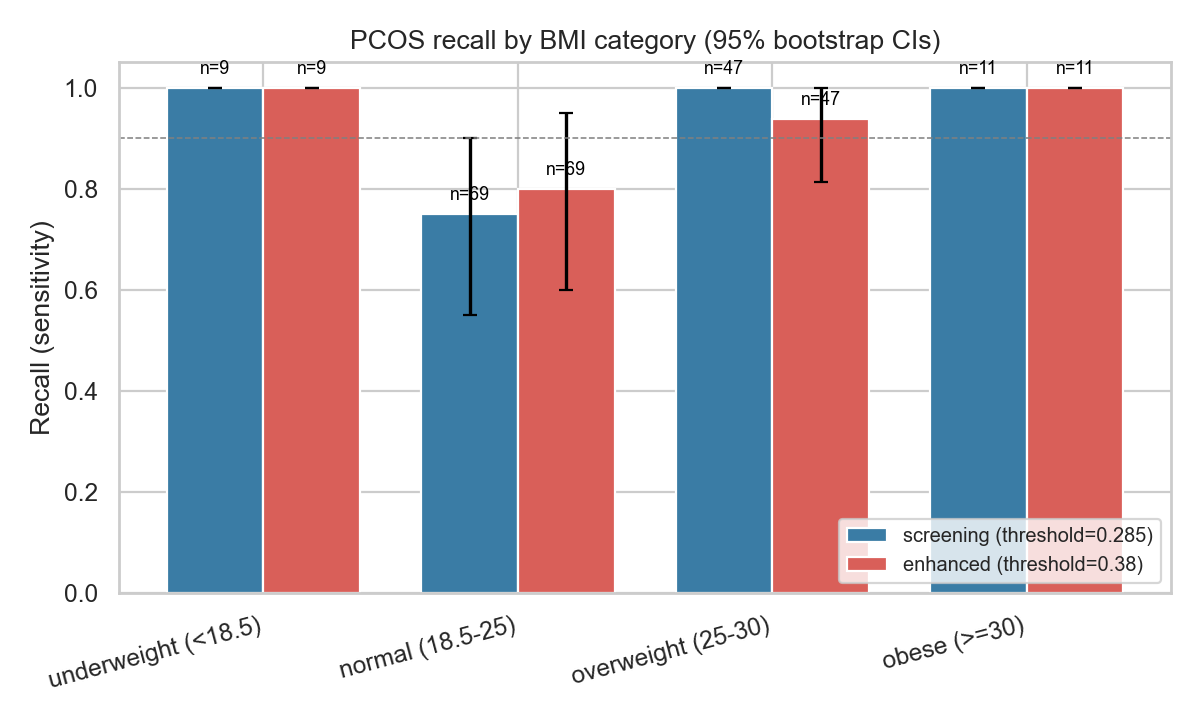 PCOS recall by BMI category (95% bootstrap CIs)
Recall (sensitivity)
1.0
0.8
0.6
0.4
0.2
0.0
n=9
n=9
n=69
n=69
n=47
n=47
n=11
n=11
screening (threshold=0.285)
enhanced (threshold=0.38)
underweight (<18.5)
normal (18.5-25)
overweight (25-30)
obese (>=30)